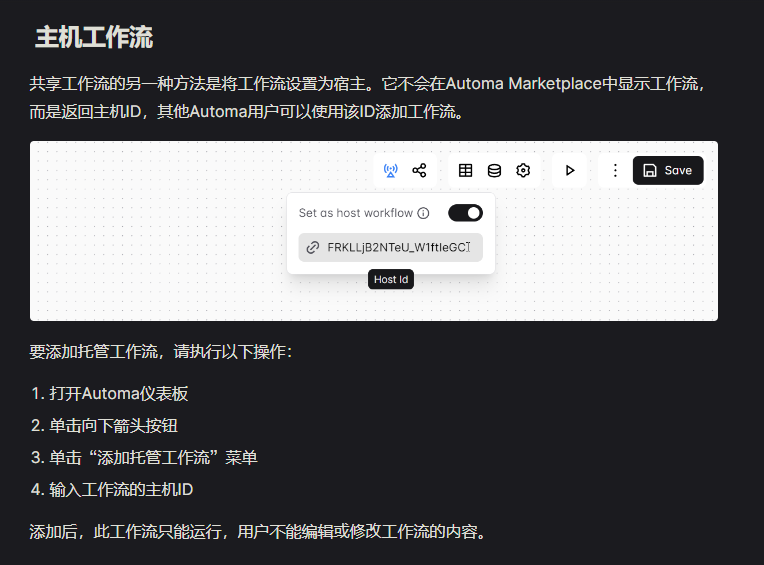 主机工作流
共享工作流的另一种方法是将工作流设置为宿主。它不会在Automa Marketplace中显示工作流，
而是返回主机ID，其他Automa用户可以使用该ID添加工作流。
Save
Set as host workflow
FRKLLjB2NTeU_W1ftIeGC
Host Id
要添加托管工作流，请执行以下操作：
1. 打开Automa仪表板
2. 单击向下箭头按钮
3. 单击“添加托管工作流”菜单
4. 输入工作流的主机ID
添加后，此工作流只能运行，用户不能编辑或修改工作流的内容。